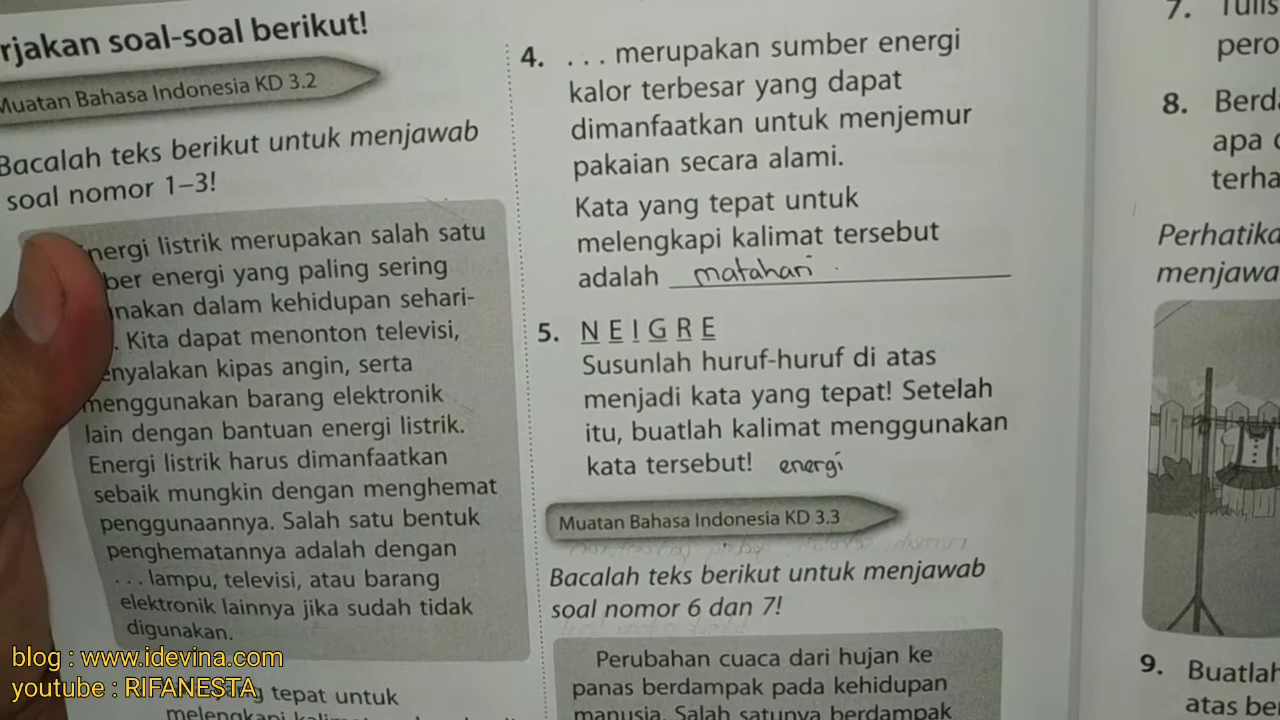 rjakan soal-soal berikut!
Muatan Bahasa Indonesia KD 3.2
Bacalah teks berikut untuk menjawab
soal nomor 1–3!
nergi listrik merupakan salah satu
ber energi yang paling sering
nakan dalam kehidupan sehari-
. Kita dapat menonton televisi,
enyalakan kipas angin, serta
menggunakan barang elektronik
lain dengan bantuan energi listrik.
Energi listrik harus dimanfaatkan
sebaik mungkin dengan menghemat
penggunaannya. Salah satu bentuk
penghematannya adalah dengan
. . . lampu, televisi, atau barang
elektronik lainnya jika sudah tidak
digunakan.
tepat untuk
4. . . . merupakan sumber energi
kalor terbesar yang dapat
dimanfaatkan untuk menjemur
pakaian secara alami.
Kata yang tepat untuk
melengkapi kalimat tersebut
adalah matahari
5. N E I G R E
Susunlah huruf-huruf di atas
menjadi kata yang tepat! Setelah
itu, buatlah kalimat menggunakan
kata tersebut! energi
Muatan Bahasa Indonesia KD 3.3
Bacalah teks berikut untuk menjawab
soal nomor 6 dan 7!
Perubahan cuaca dari hujan ke
panas berdampak pada kehidupan
manusia. Salah satunya berdampak
7. Tulis
pero
8. Berda
apa
terha
Perhatika
menjawa
9. Buatlah
atas be
blog : www.idevina.com
youtube : RIFANESTA